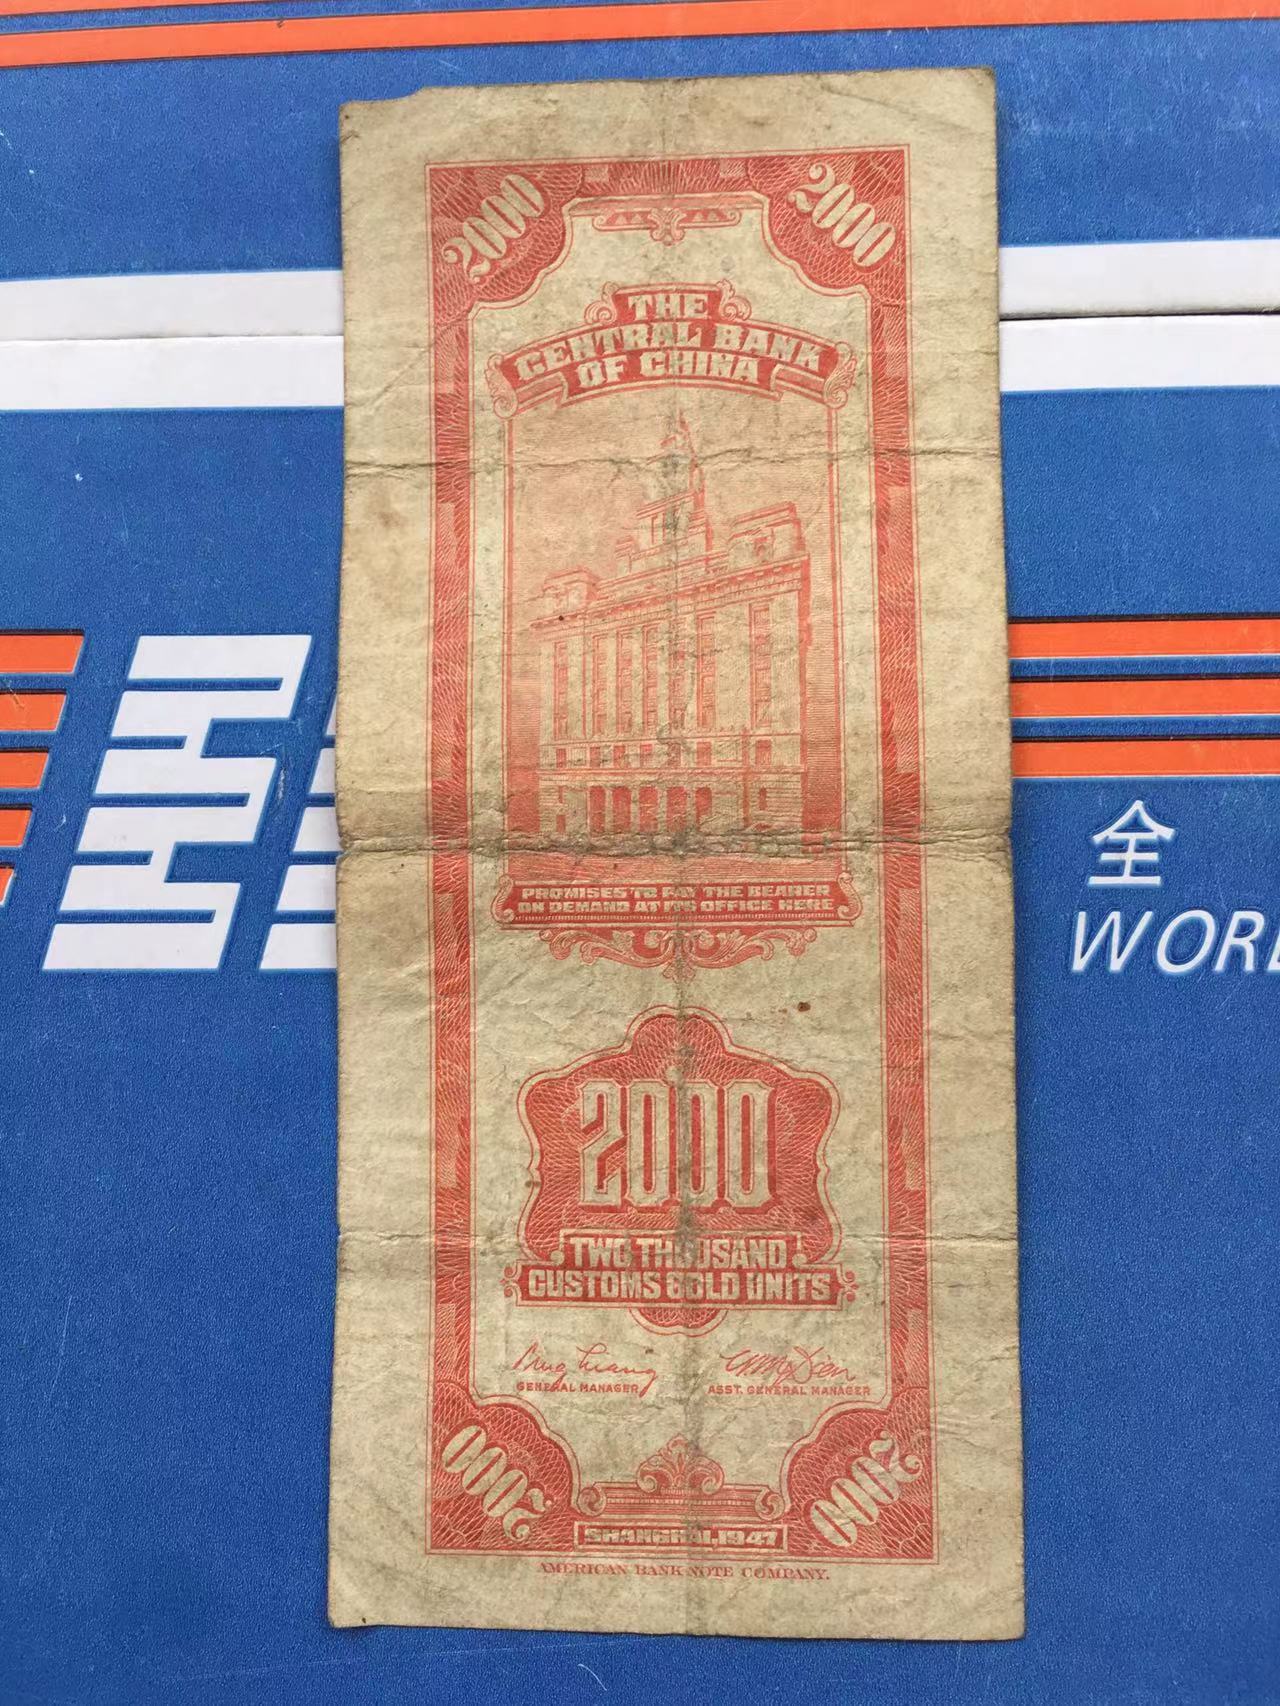 2000 2000
THE
CENTRAL BANK
OF CHINA
PROMISES TO PAY THE BEARER
ON DEMAND AT ITS OFFICE HERE
全
WORL
2000
TWO THOUSAND
CUSTOMS GOLD UNITS
GENERAL MANAGER
ASST. GENERAL MANAGER
2000 2000
SHANGHAI, 1947
AMERICAN BANK NOTE COMPANY.